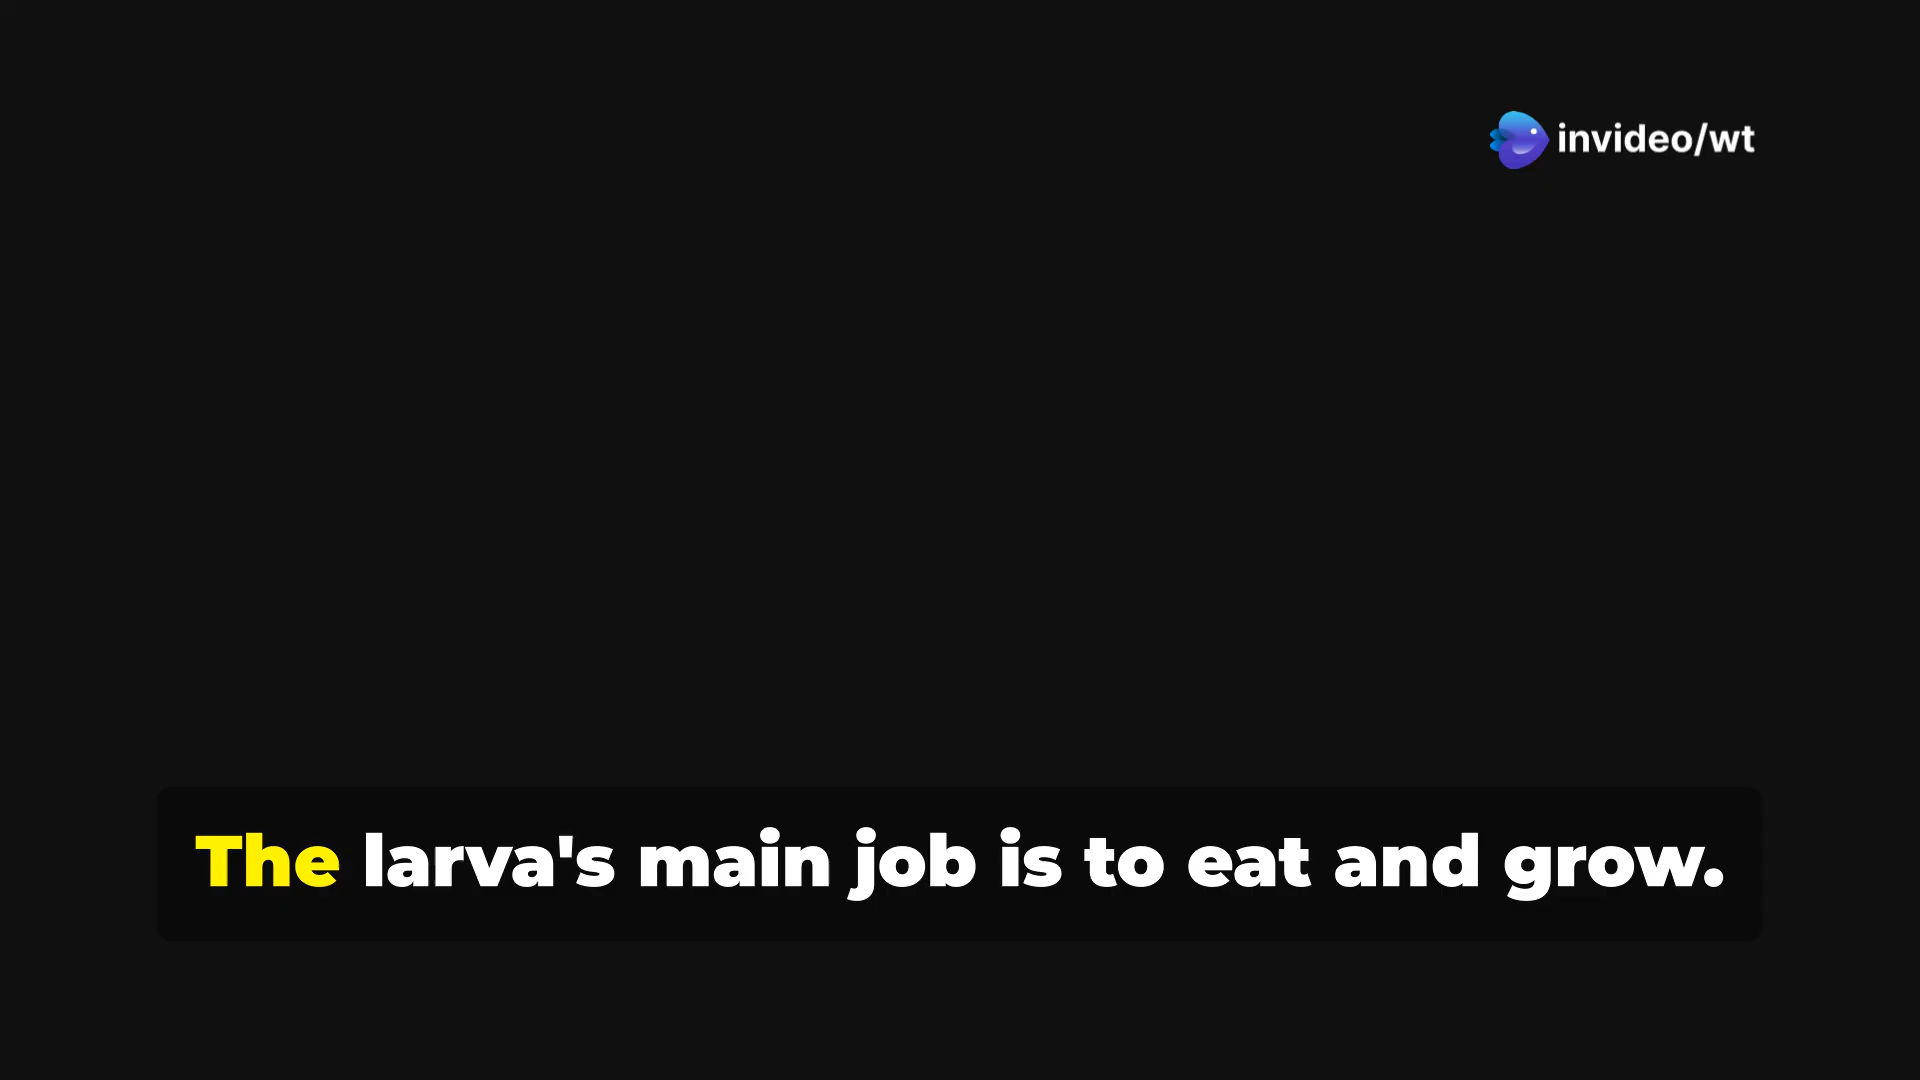 invideo/wt
The larva's main job is to eat and grow.